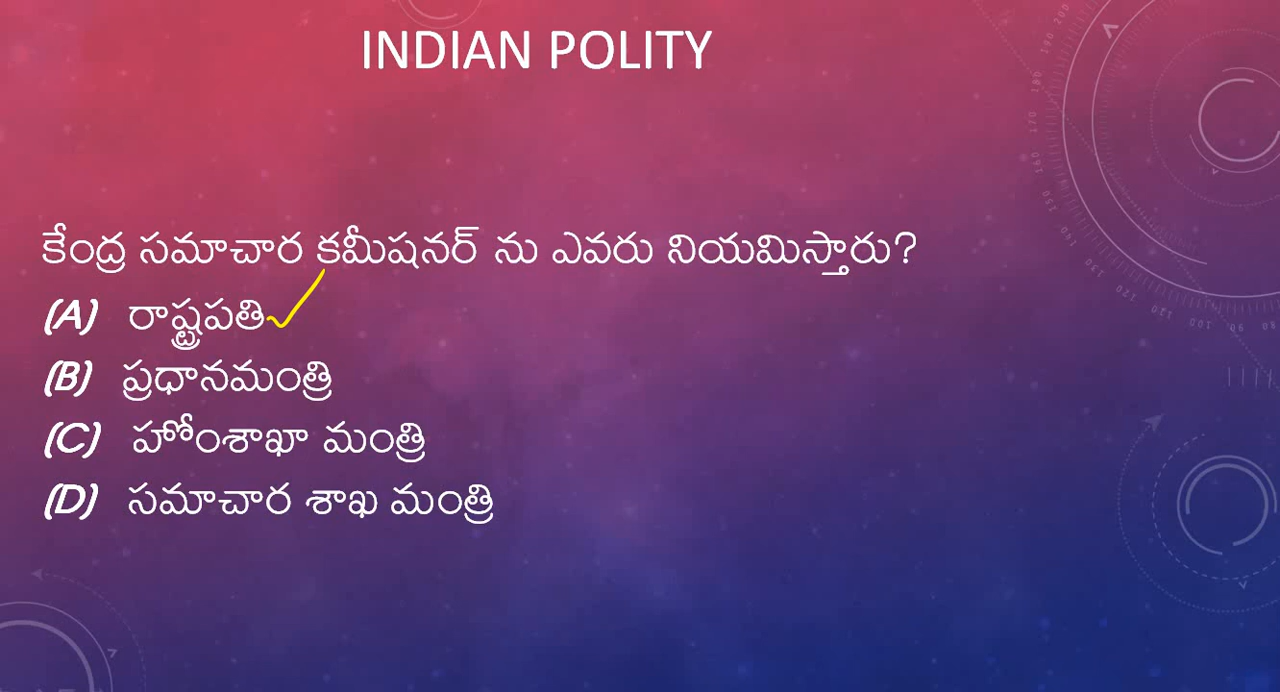 INDIAN POLITY
కేంద్ర సమాచార కమీషనర్ ను ఎవరు నియమిస్తారు?
(A) రాష్ట్రపతి
(B) ప్రధానమంత్రి
(C) హోంశాఖా మంత్రి
(D) సమాచార శాఖ మంత్రి